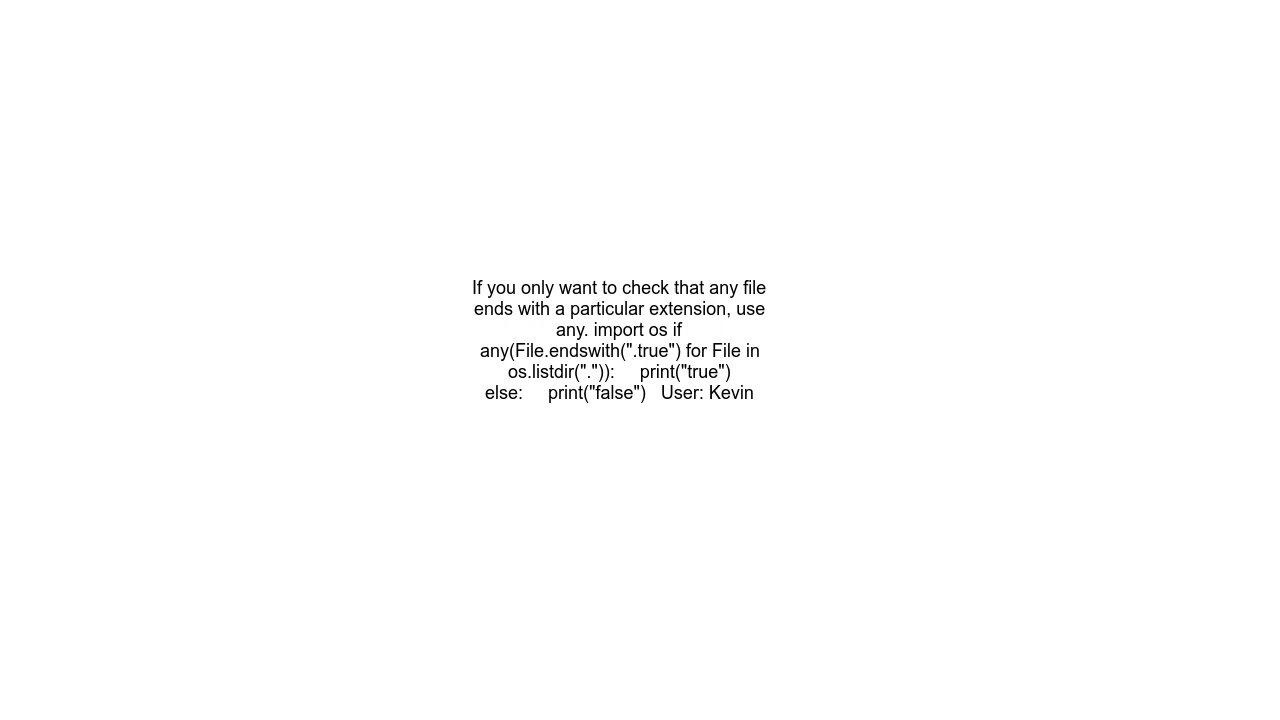 If you only want to check that any file
ends with a particular extension, use
any. import os if
any(File.endswith(".true") for File in
os.listdir(".")):     print("true")
else:     print("false")   User: Kevin